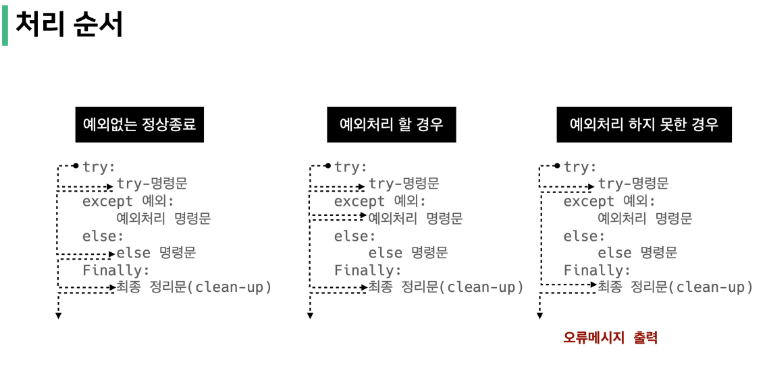 처리 순서
예외없는 정상종료
try:
try-명령문
except 예외:
예외처리 명령문
else:
else 명령문
Finally:
최종 정리문(clean-up)
예외처리 할 경우
try:
try-명령문
except 예외:
예외처리 명령문
else:
else 명령문
Finally:
최종 정리문(clean-up)
예외처리 하지 못한 경우
try:
try-명령문
except 예외:
예외처리 명령문
else:
else 명령문
Finally:
최종 정리문(clean-up)
오류메시지 출력